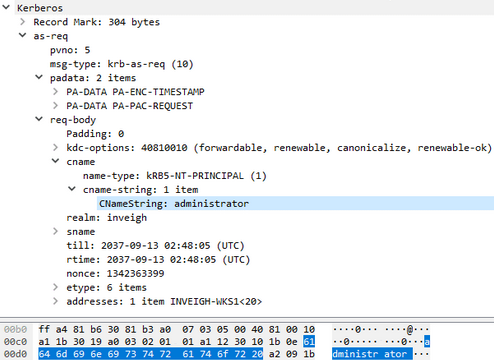 Kerberos
Record Mark: 304 bytes
as-req
pvno: 5
msg-type: krb-as-req (10)
padata: 2 items
PA-DATA PA-ENC-TIMESTAMP
PA-DATA PA-PAC-REQUEST
req-body
Padding: 0
kdc-options: 40810010 (forwardable, renewable, canonicalize, renewable-ok)
cname
name-type: kRB5-NT-PRINCIPAL (1)
cname-string: 1 item
CNameString: administrator
realm: inveigh
sname
till: 2037-09-13 02:48:05 (UTC)
rtime: 2037-09-13 02:48:05 (UTC)
nonce: 1342363399
etype: 6 items
addresses: 1 item INVEIGH-WKS1<20>
00b0 ff a4 81 b6 30 81 b3 a0 07 03 05 00 40 81 00 10 ····0··· ····@···
00c0 a1 1b 30 19 a0 03 02 01 01 a1 12 30 10 1b 0e 61 ··0····· ···0···a
00d0 64 6d 69 6e 69 73 74 72 61 74 6f 72 20 a2 09 1b dministr ator ···